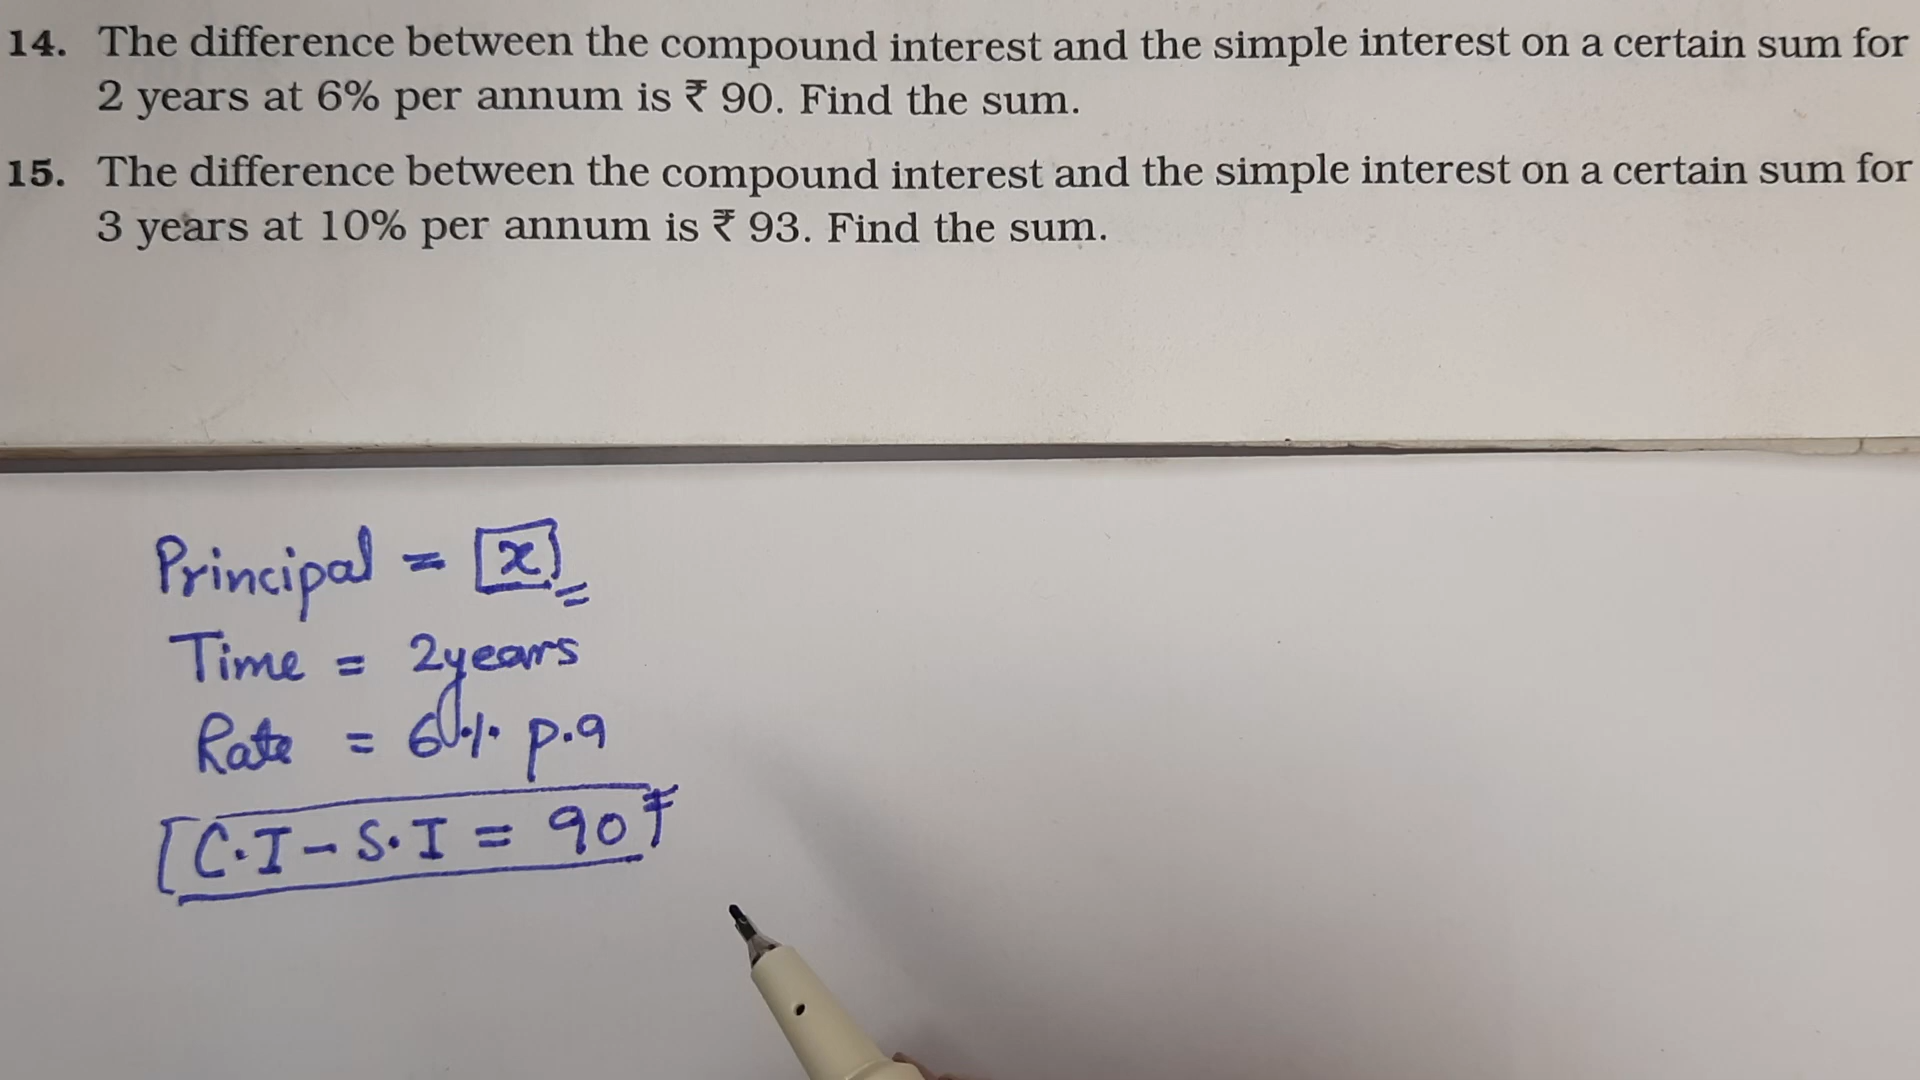 14. The difference between the compound interest and the simple interest on a certain sum for
2 years at 6% per annum is ₹ 90. Find the sum.
15. The difference between the compound interest and the simple interest on a certain sum for
3 years at 10% per annum is ₹ 93. Find the sum.
Principal = [x]
Time = 2years
Rate = 6% p.a
[C.I - S.I = 90₹